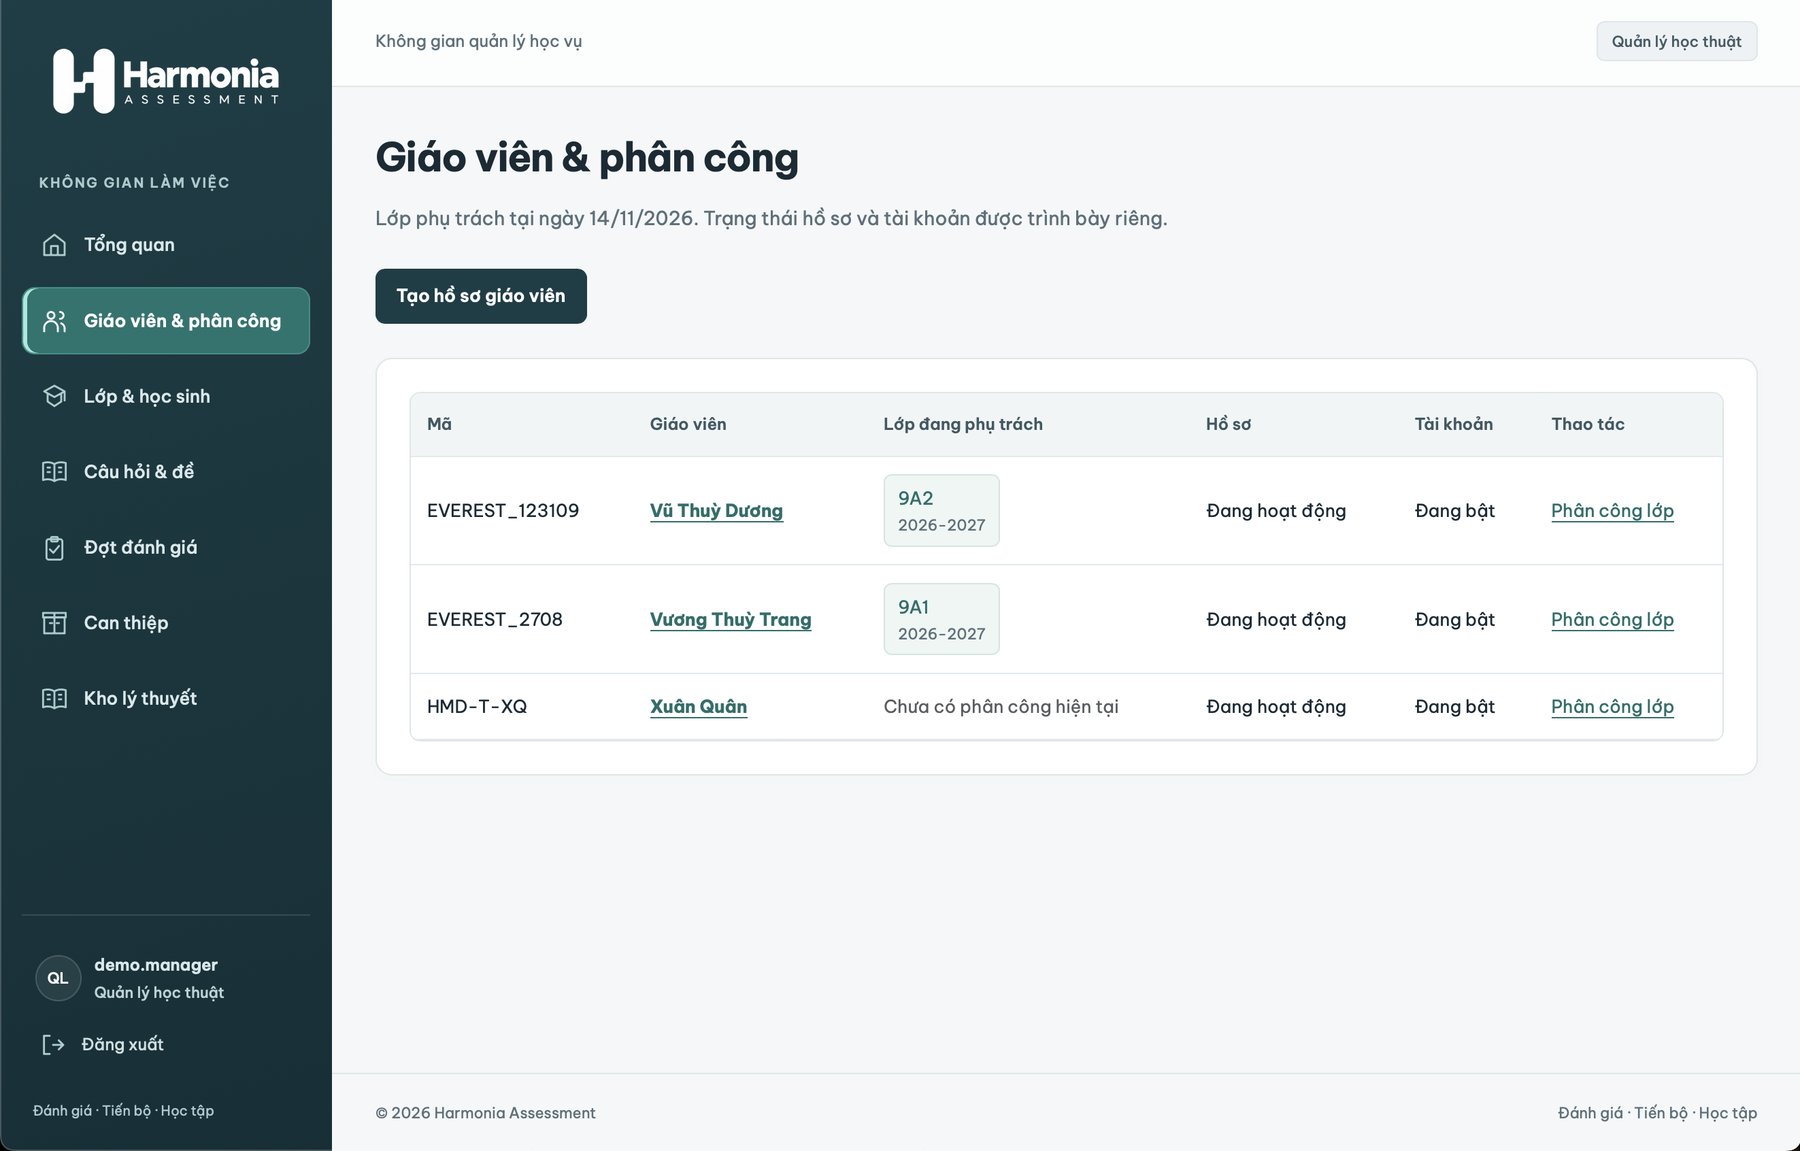 Harmonia
ASSESSMENT
KHÔNG GIAN LÀM VIỆC
Tổng quan
Giáo viên & phân công
Lớp & học sinh
Câu hỏi & đề
Đợt đánh giá
Can thiệp
Kho lý thuyết
QL
demo.manager
Quản lý học thuật
Đăng xuất
Đánh giá · Tiến bộ · Học tập
Không gian quản lý học vụ
Quản lý học thuật
Giáo viên & phân công
Lớp phụ trách tại ngày 14/11/2026. Trạng thái hồ sơ và tài khoản được trình bày riêng.
Tạo hồ sơ giáo viên
Mã Giáo viên Lớp đang phụ trách Hồ sơ Tài khoản Thao tác
EVEREST_123109 Vũ Thuỳ Dương 9A2 2026-2027 Đang hoạt động Đang bật Phân công lớp
EVEREST_2708 Vương Thuỳ Trang 9A1 2026-2027 Đang hoạt động Đang bật Phân công lớp
HMD-T-XQ Xuân Quân Chưa có phân công hiện tại Đang hoạt động Đang bật Phân công lớp
© 2026 Harmonia Assessment
Đánh giá · Tiến bộ · Học tập